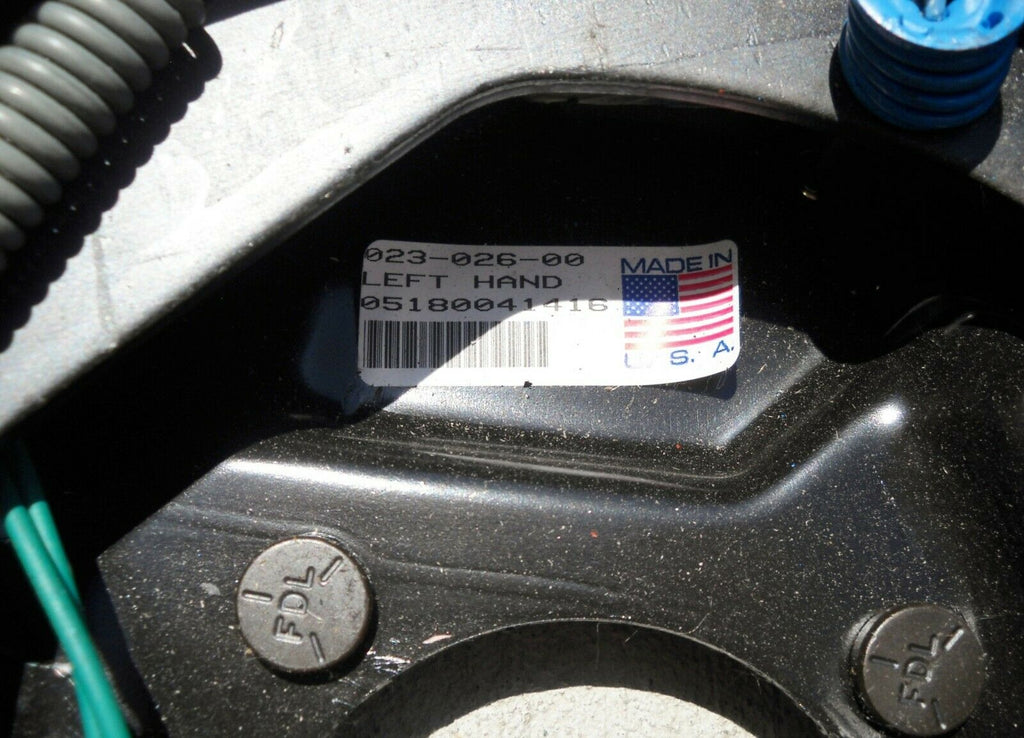 023-026-00
LEFT HAND
05180041416
MADE IN
U.S.A.
FDL
FDL